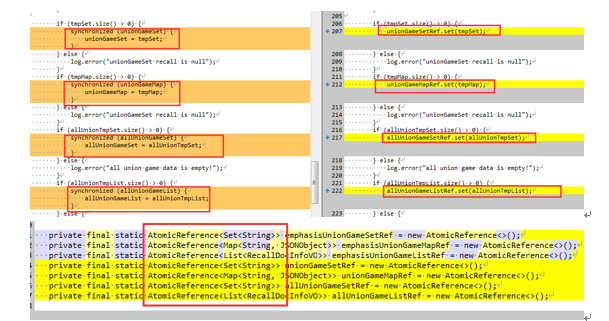 if (tmpSet.size() > 0) {
synchronized (unionGameSet) {
unionGameSet = tmpSet;
}
} else {
log.error("unionGameSet recall is null");
}
if (tmpMap.size() > 0) {
synchronized (unionGameMap) {
unionGameMap = tmpMap;
}
} else {
log.error("unionGameSet recall is null");
}
if (allUnionTmpSet.size() > 0) {
synchronized (allUnionGameSet) {
allUnionGameSet = allUnionTmpSet;
}
} else {
log.error("all union game data is empty!");
}
if (allUnionTmpList.size() > 0) {
synchronized (allUnionGameList) {
allUnionGameList = allUnionTmpList;
}
} else {
205
206 if (tmpSet.size() > 0) {
207 unionGameSetRef.set(tmpSet);
208 } else {
209 log.error("unionGameSet recall is null");
210 }
211 if (tmpMap.size() > 0) {
212 unionGameMapRef.set(tmpMap);
213 } else {
214 log.error("unionGameSet recall is null");
215 }
216 if (allUnionTmpSet.size() > 0) {
217 allUnionGameSetRef.set(allUnionTmpSet);
218 } else {
219 log.error("all union game data is empty!");
220 }
221 if (allUnionTmpList.size() > 0) {
222 allUnionGameListRef.set(allUnionTmpList);
223 } else {
private final static AtomicReference<Set<String>> emphasisUnionGameSetRef = new AtomicReference<>();
private final static AtomicReference<Map<String, JSONObject>> emphasisUnionGameMapRef = new AtomicReference<>();
private final static AtomicReference<List<RecallDocInfoVO>> emphasisUnionGameListRef = new AtomicReference<>();
private final static AtomicReference<Set<String>> unionGameSetRef = new AtomicReference<>();
private final static AtomicReference<Map<String, JSONObject>> unionGameMapRef = new AtomicReference<>();
private final static AtomicReference<Set<String>> allUnionGameSetRef = new AtomicReference<>();
private final static AtomicReference<List<RecallDocInfoVO>> allUnionGameListRef = new AtomicReference<>();